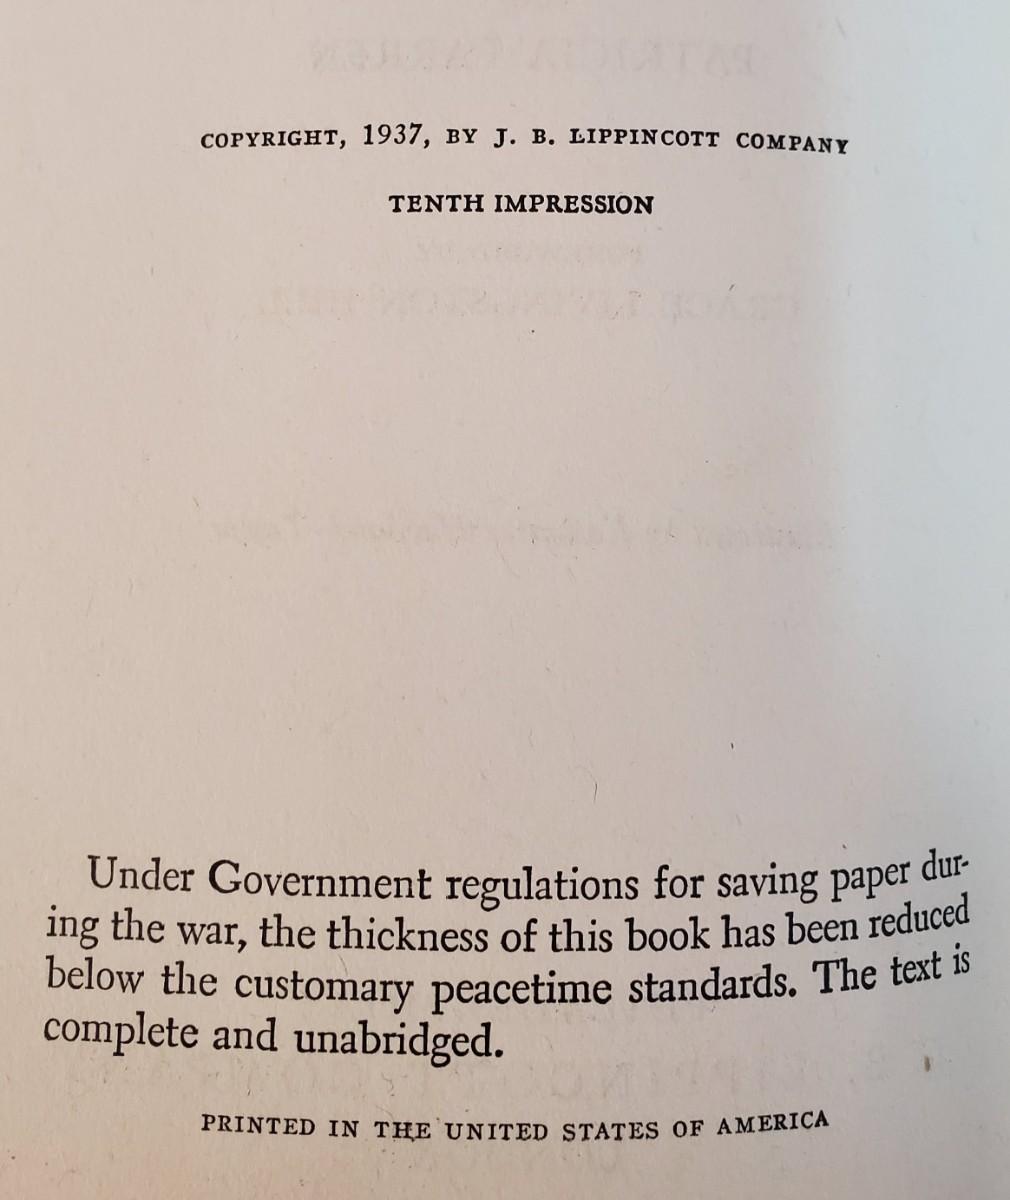 COPYRIGHT, 1937, BY J. B. LIPPINCOTT COMPANY
TENTH IMPRESSION
Under Government regulations for saving paper dur-
ing the war, the thickness of this book has been reduced
below the customary peacetime standards. The text is
complete and unabridged.
PRINTED IN THE UNITED STATES OF AMERICA